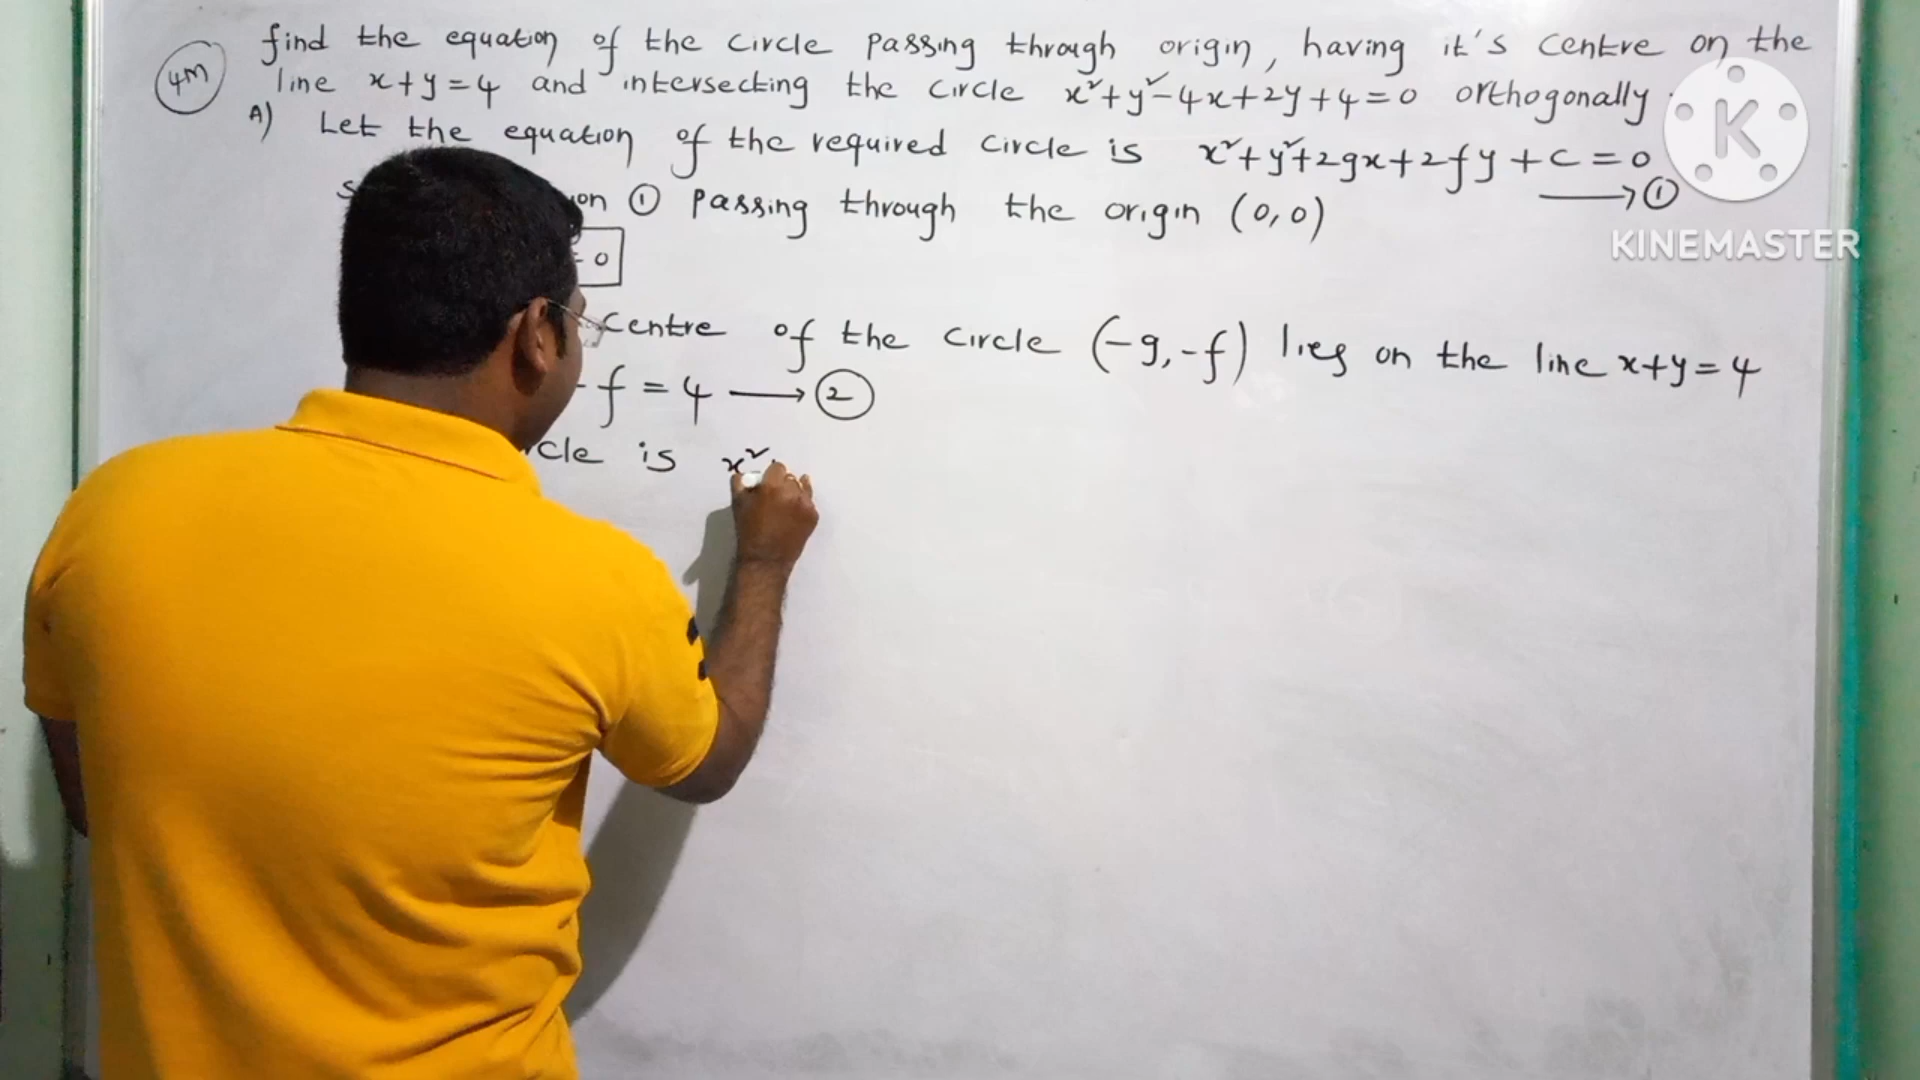 find the equation of the circle passing through origin, having it's centre on the
4M line x+y=4 and intersecting the circle x²+y²-4x+2y+4=0 orthogonally.
A) Let the equation of the required circle is x²+y²+2gx+2fy+c=0
→①
① passing through the origin (0,0)
= 0
centre of the circle (-g,-f) lies on the line x+y=4
- f = 4 → ②
is x²
K
KINEMASTER